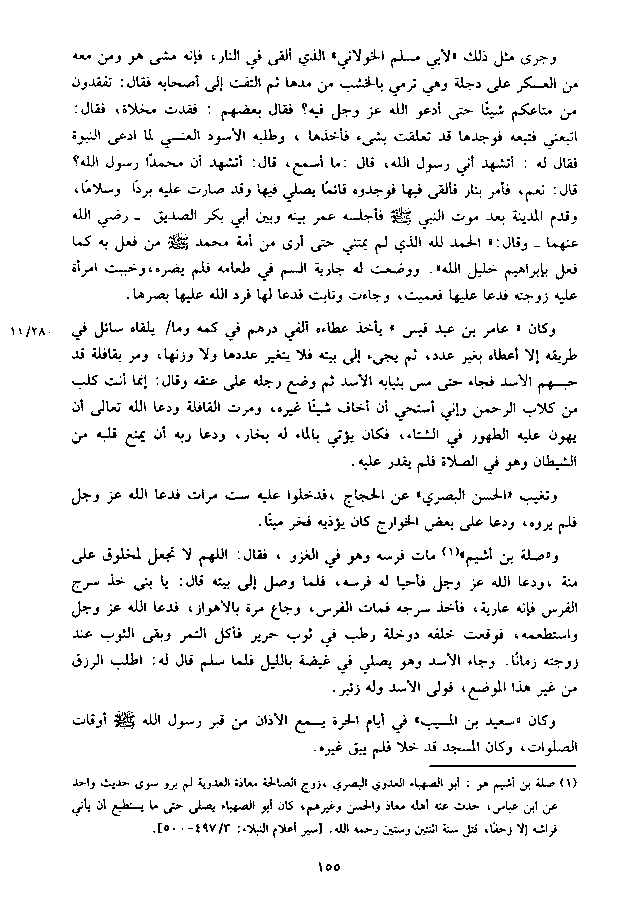 وجرى مثل ذلك «لأبي مسلم الخولاني» الذي ألقى في النار، فإنه مشى هو ومن معه
من العسكر على دجلة وهي ترمي بالخشب من مدها ثم التفت إلى أصحابه فقال: تفقدون
من متاعكم شيئًا حتى أدعو الله عز وجل فيه؟ فقال بعضهم : فقدت مخلاة، فقال:
اتبعني فتبعه فوجدها قد تعلقت بشىء فأخذها ، وطلبه الأسود العنسي لما ادعى النبوة
فقال له : أتشهد أني رسول الله، قال :ما أسمع، قال: أتشهد أن محمدًا رسول الله؟
قال: نعم، فأمر بنار فألقى فيها فوجدوه قائمًا يصلي فيها وقد صارت عليه بردًا وسلامًا،
وقدم المدينة بعد موت النبي ﷺ فأجلسه عمر بينه وبين أبي بكر الصديق - رضي الله
عنهما - وقال:" الحمد لله الذي لم يمتني حتى أرى من أمة محمد ﷺ من فعل به كما
فعل بإبراهيم خليل الله". ووضعت له جارية السم في طعامه فلم يضره،وخببت امرأة
عليه زوجته فدعا عليها فعميت، وجاءت وتابت فدعا لها فرد الله عليها بصرها.
وكان « عامر بن عبد قيس » يأخذ عطاءه ألفي درهم في كمه وما/ يلقاه سائل في
١١/٢٨٠
طريقه إلا أعطاه بغير عدد، ثم يجىء إلى بيته فلا يتغير عددها ولا وزنها، ومر بقافلة قد
حبسهم الأسد فجاء حتى مس بثيابه الأسد ثم وضع رجله على عنقه وقال: إنما أنت كلب
من كلاب الرحمن وإني أستحي أن أخاف شيئًا غيره، ومرت القافلة ودعا الله تعالى أن
يهون عليه الطهور في الشتاء، فكان يؤتي بالماء له بخار، ودعا ربه أن يمنع قلبه من
الشيطان وهو في الصلاة فلم يقدر عليه.
وتغيب «الحسن البصري» عن الحجاج ،فدخلوا عليه ست مرات فدعا الله عز وجل
فلم يروه، ودعا على بعض الخوارج كان يؤذيه فخر ميتًا.
و«صلة بن أشيم»(١) مات فرسه وهو في الغزو ، فقال: اللهم لا تجعل لمخلوق على
منة ،ودعا الله عز وجل فأحيا له فرسه، فلما وصل إلى بيته قال: يا بنى خذ سرج
الفرس فإنه عارية، فأخذ سرجه فمات الفرس، وجاع مرة بالأهواز، فدعا الله عز وجل
واستطعمه، فوقعت خلفه دوخلة رطب في ثوب حرير فأكل التمر وبقى الثوب عند
زوجته زمانًا. وجاء الأسد وهو يصلي في غيضة بالليل فلما سلم قال له: اطلب الرزق
من غير هذا الموضع، فولى الأسد وله زئير.
وكان «سعيد بن المسيب» في أيام الحرة يسمع الأذان من قبر رسول الله ﷺ أوقات
الصلوات، وكان المسجد قد خلا فلم يبق غيره.
(١) صلة بن أشيم هو : أبو الصهباء العدوي البصري ،زوج الصالحة معاذة العدوية لم يرو سوى حديث واحد
عن ابن عباس، حدث عنه أهله معاذ والحسن وغيرهم، كان أبو الصهباء يصلى حتى ما يستطيع أن يأتي
فراشه إلا زحفًا، قتل سنة اثنتين وستين رحمه الله. [سير أعلام النبلاء: ٣/ ٤٩٧-٥٠٠].
١٥٥